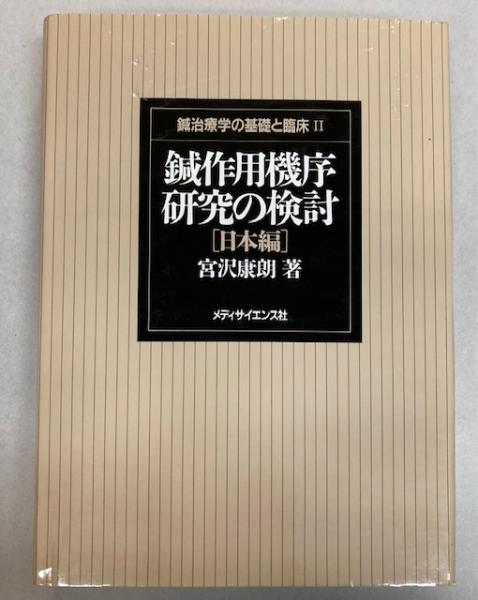 鍼治療学の基礎と臨床 II
鍼作用機序
研究の検討
[日本編]
宮沢康朗 著
メディサイエンス社